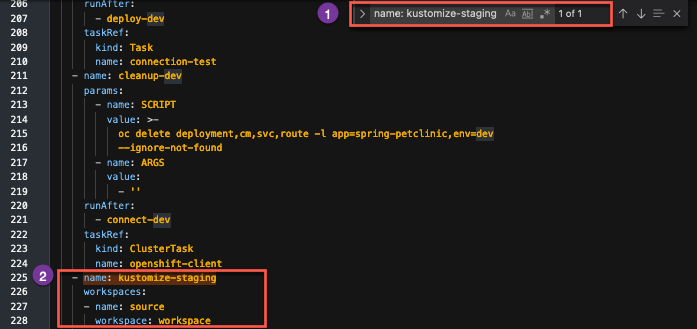 1 > name: kustomize-staging Aa Ab .* 1 of 1
206 runAfter:
207 - deploy-dev
208 taskRef:
209 kind: Task
210 name: connection-test
211 - name: cleanup-dev
212 params:
213 - name: SCRIPT
214 value: >-
215 oc delete deployment,cm,svc,route -l app=spring-petclinic,env=dev
216 --ignore-not-found
217 - name: ARGS
218 value:
219 - ''
220 runAfter:
221 - connect-dev
222 taskRef:
223 kind: ClusterTask
224 name: openshift-client
2 225 - name: kustomize-staging
226 workspaces:
227 - name: source
228 workspace: workspace